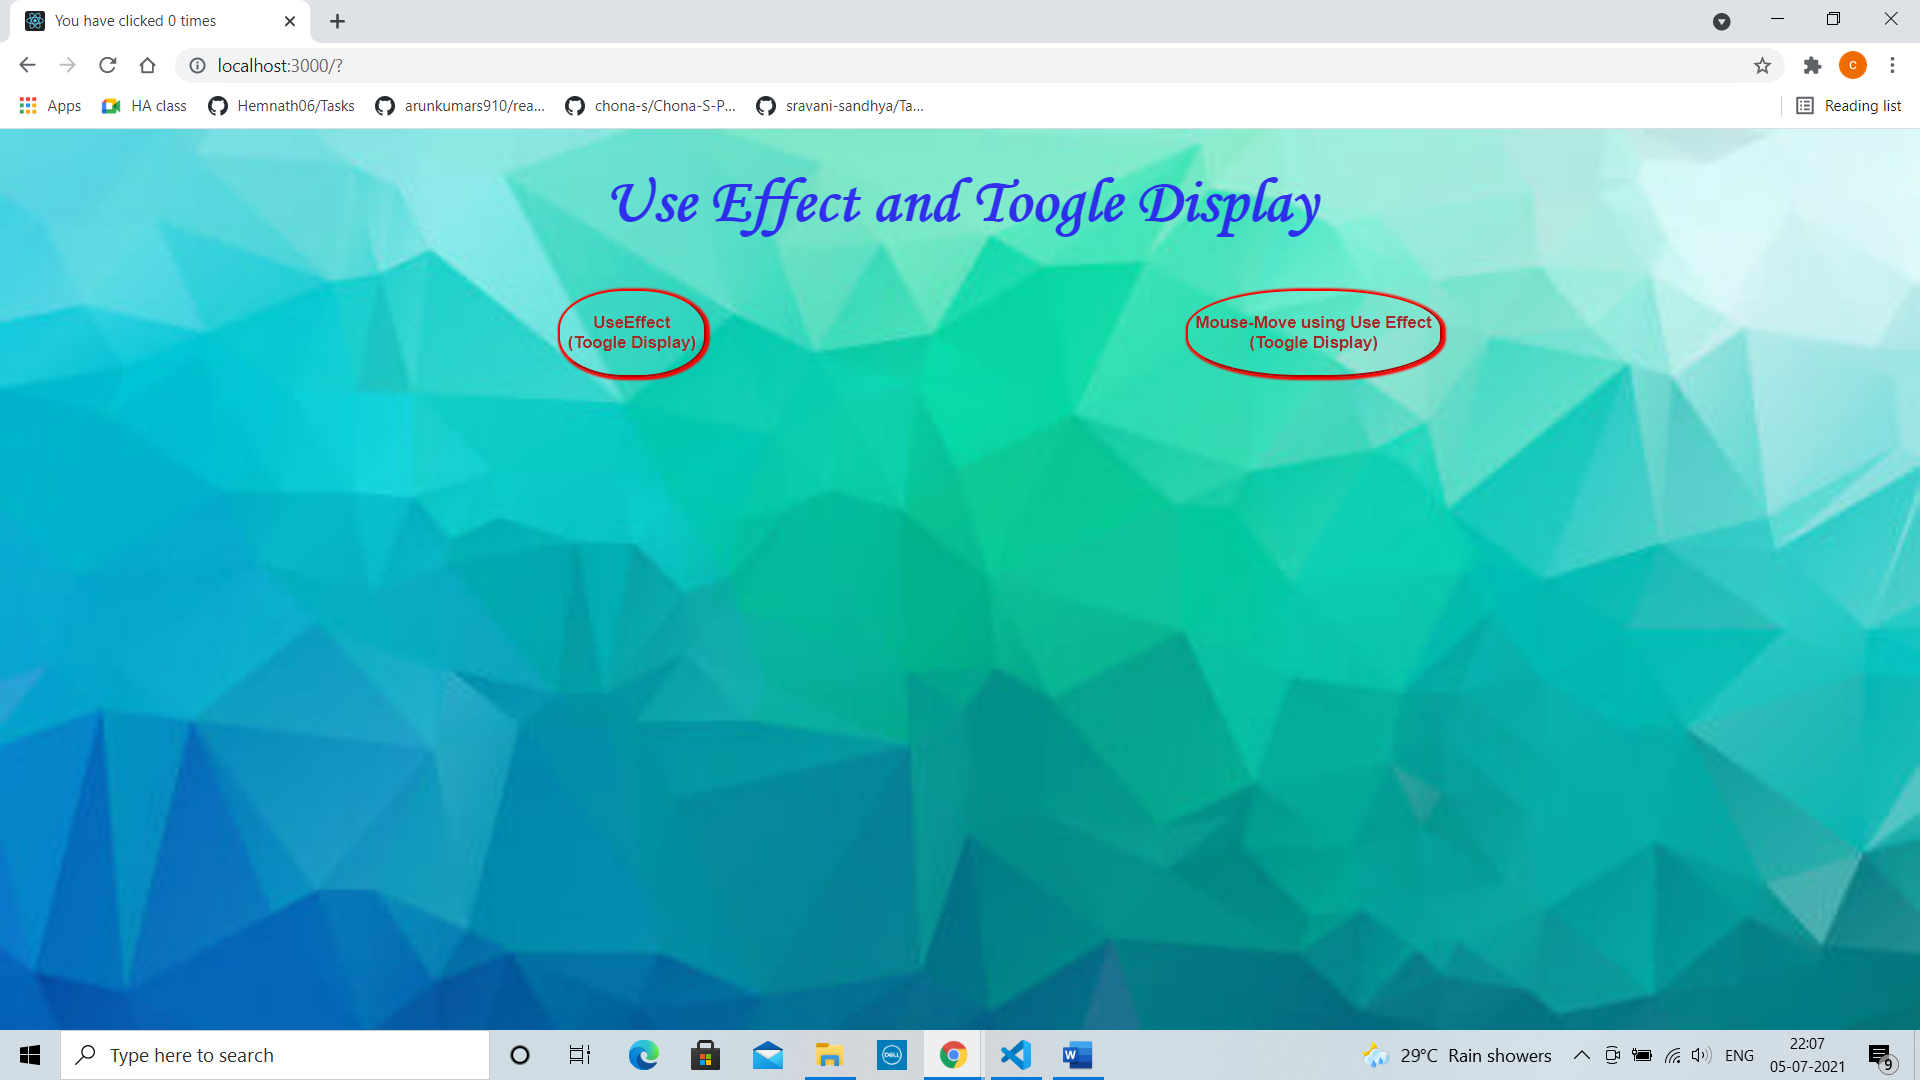 You have clicked 0 times
localhost:3000/?
Apps
HA class
Hemnath06/Tasks
arunkumars910/rea...
chona-s/Chona-S-P...
sravani-sandhya/Ta...
Reading list
Use Effect and Toogle Display
UseEffect
(Toogle Display)
Mouse-Move using Use Effect
(Toogle Display)
Type here to search
DELL
W
29°C Rain showers
ENG
22:07
05-07-2021
9
C